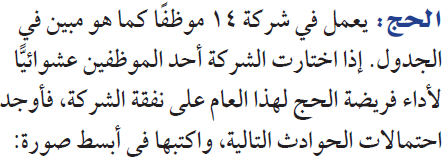 الحج: يعمل في شركة ١٤ موظفًا كما هو مبين في
الجدول. إذا اختارت الشركة أحد الموظفين عشوائيًّا
لأداء فريضة الحج لهذا العام على نفقة الشركة، فأوجد
احتمالات الحوادث التالية، واكتبها في أبسط صورة: